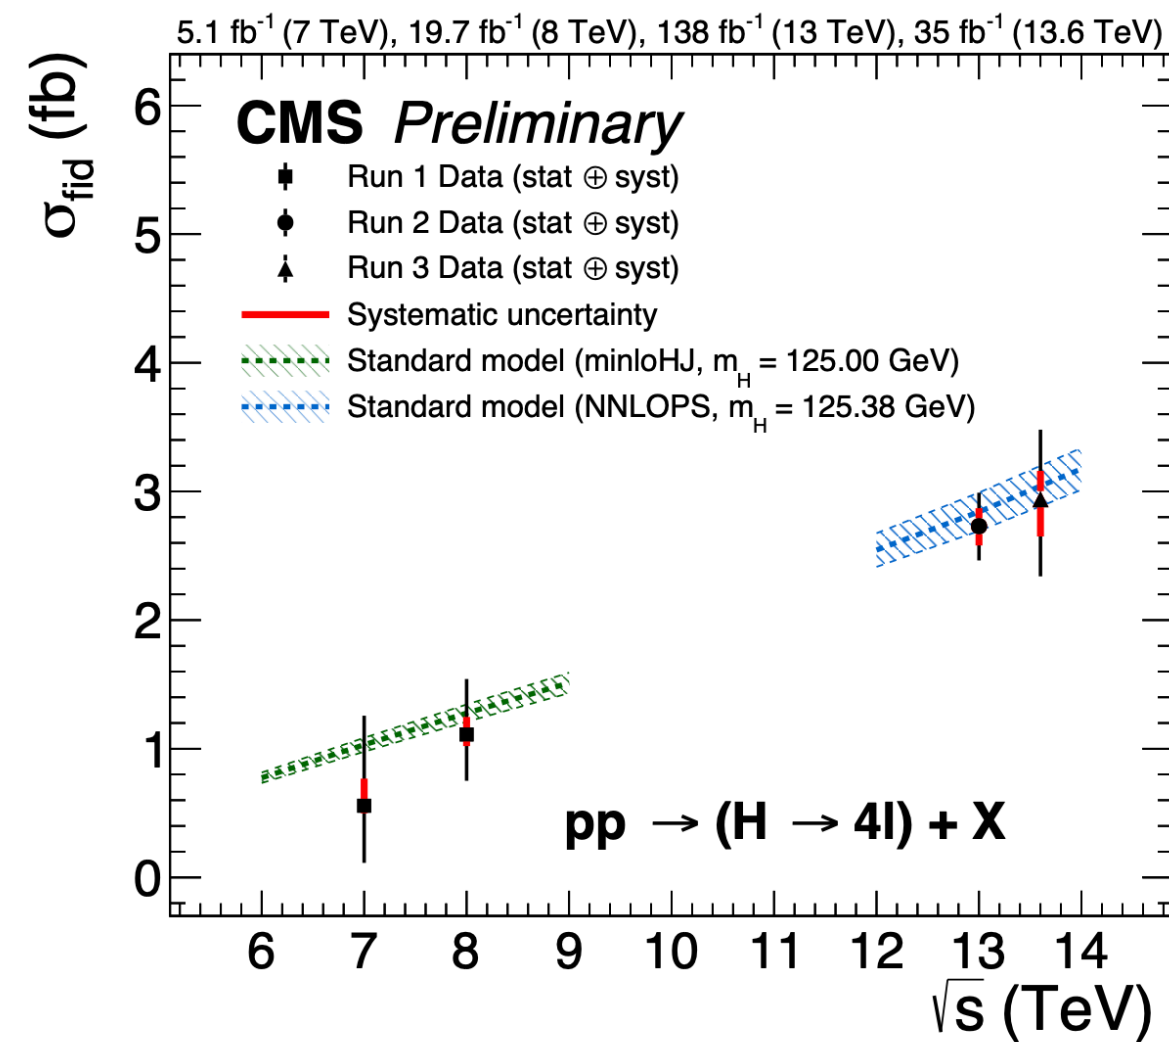 5.1 fb⁻¹ (7 TeV), 19.7 fb⁻¹ (8 TeV), 138 fb⁻¹ (13 TeV), 35 fb⁻¹ (13.6 TeV)
σ_fid (fb)
CMS Preliminary
Run 1 Data (stat ⊕ syst)
Run 2 Data (stat ⊕ syst)
Run 3 Data (stat ⊕ syst)
Systematic uncertainty
Standard model (minloHJ, m_H = 125.00 GeV)
Standard model (NNLOPS, m_H = 125.38 GeV)
6
5
4
3
2
1
0
pp → (H → 4l) + X
6 7 8 9 10 11 12 13 14
√s (TeV)